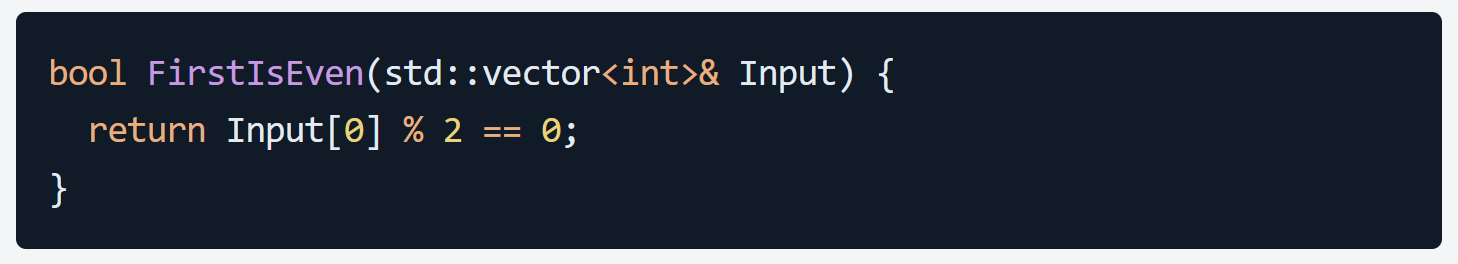 bool FirstIsEven(std::vector<int>& Input) {
  return Input[0] % 2 == 0;
}